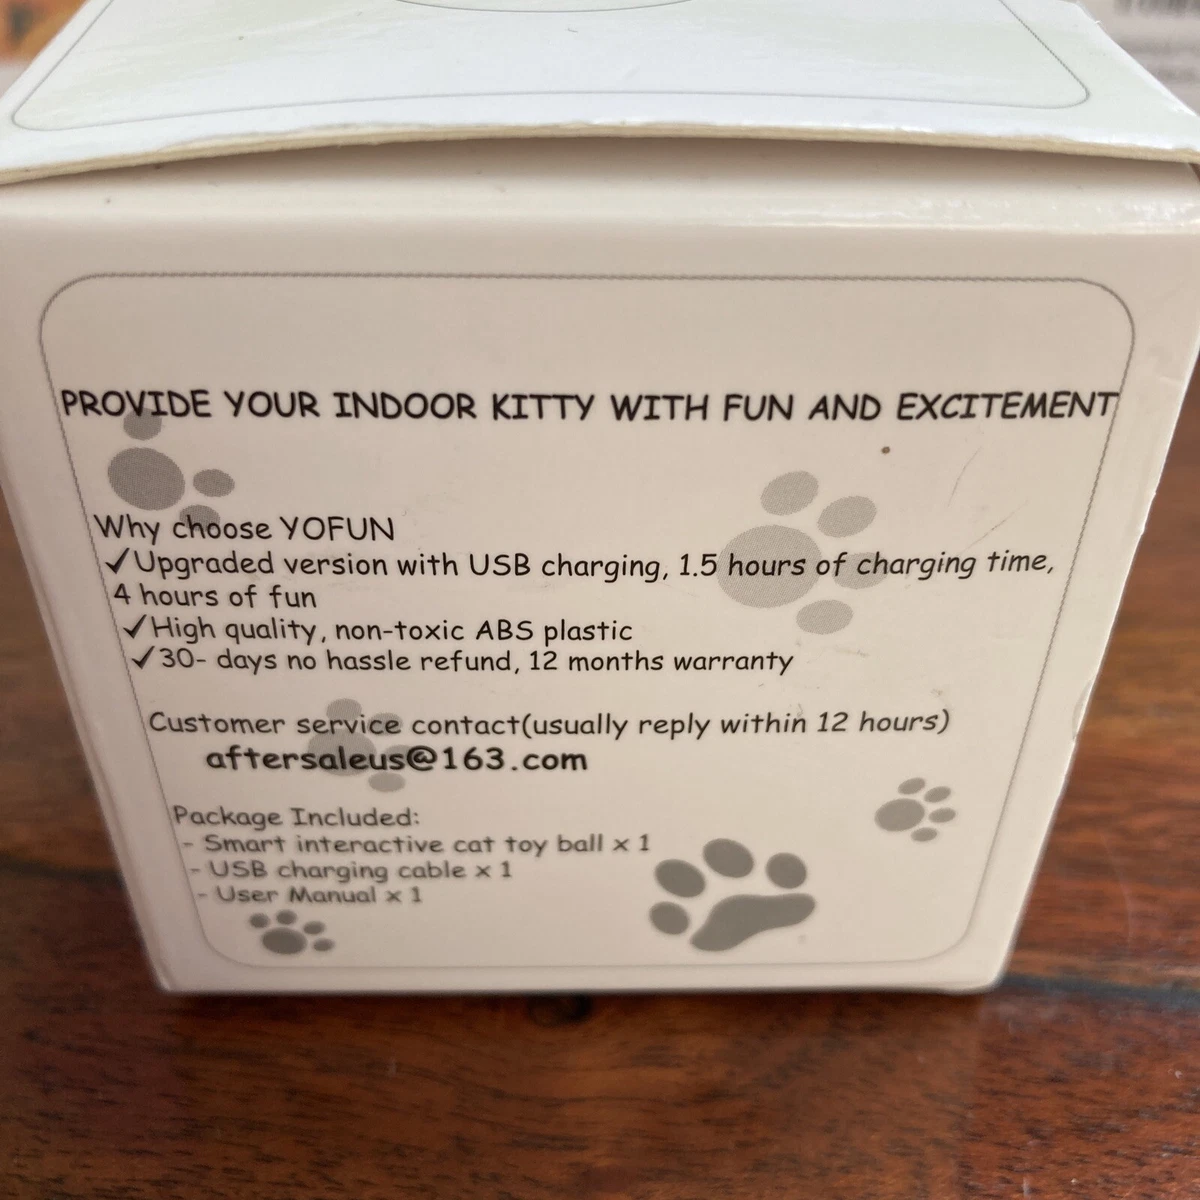 PROVIDE YOUR INDOOR KITTY WITH FUN AND EXCITEMENT
Why choose YOFUN
✓Upgraded version with USB charging, 1.5 hours of charging time,
4 hours of fun
✓High quality, non-toxic ABS plastic
✓30- days no hassle refund, 12 months warranty
Customer service contact(usually reply within 12 hours)
aftersaleus@163.com
Package Included:
- Smart interactive cat toy ball x 1
- USB charging cable x 1
- User Manual x 1